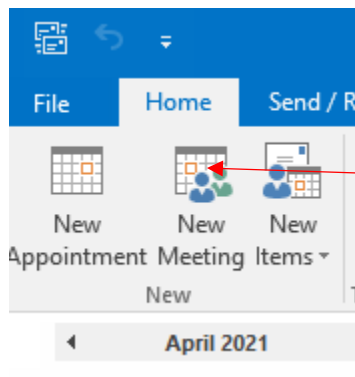 File Home Send / R
New New New
Appointment Meeting Items
New
April 2021